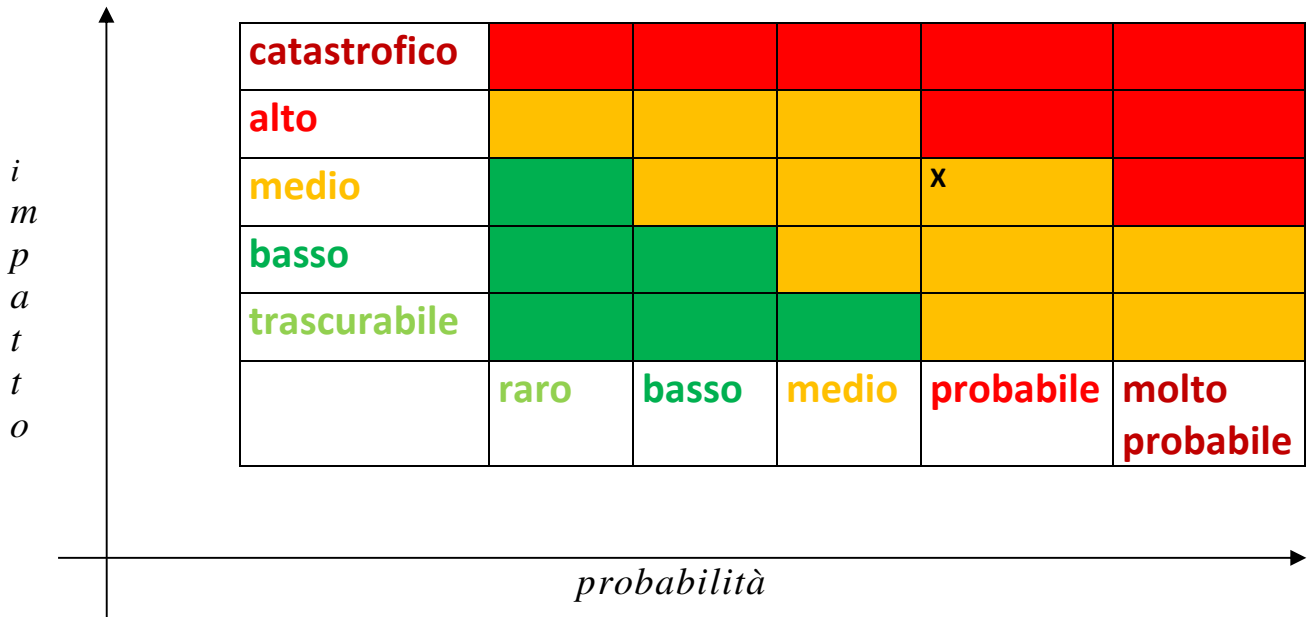 catastrofico
alto
medio
X
basso
trascurabile
raro
basso
medio
probabile
molto
probabile
i
m
p
a
t
t
o
probabilità